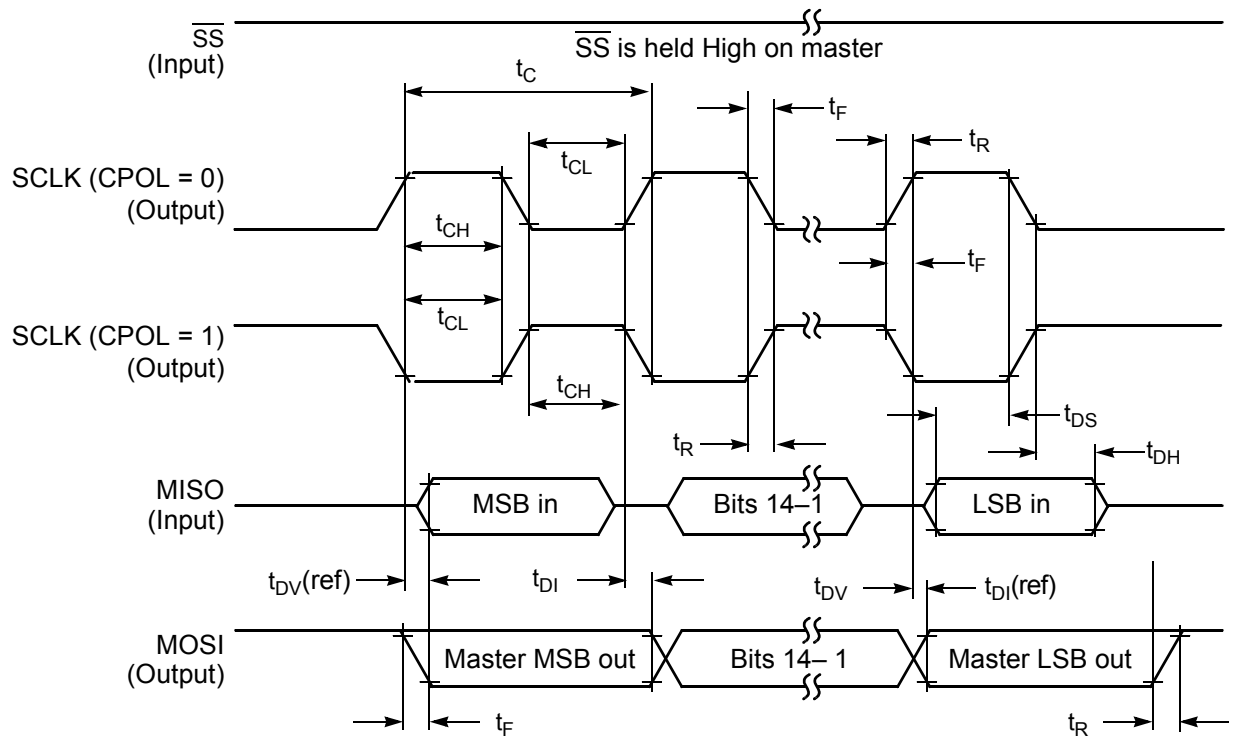 SS
(Input)
SS is held High on master
tC
tF
tR
tCL
SCLK (CPOL = 0)
(Output)
tCH
tF
tCL
SCLK (CPOL = 1)
(Output)
tCH
tDS
tR
tDH
MISO
(Input)
MSB in
Bits 14–1
LSB in
tDV(ref)
tDI
tDV
tDI(ref)
MOSI
(Output)
Master MSB out
Bits 14– 1
Master LSB out
tF
tR